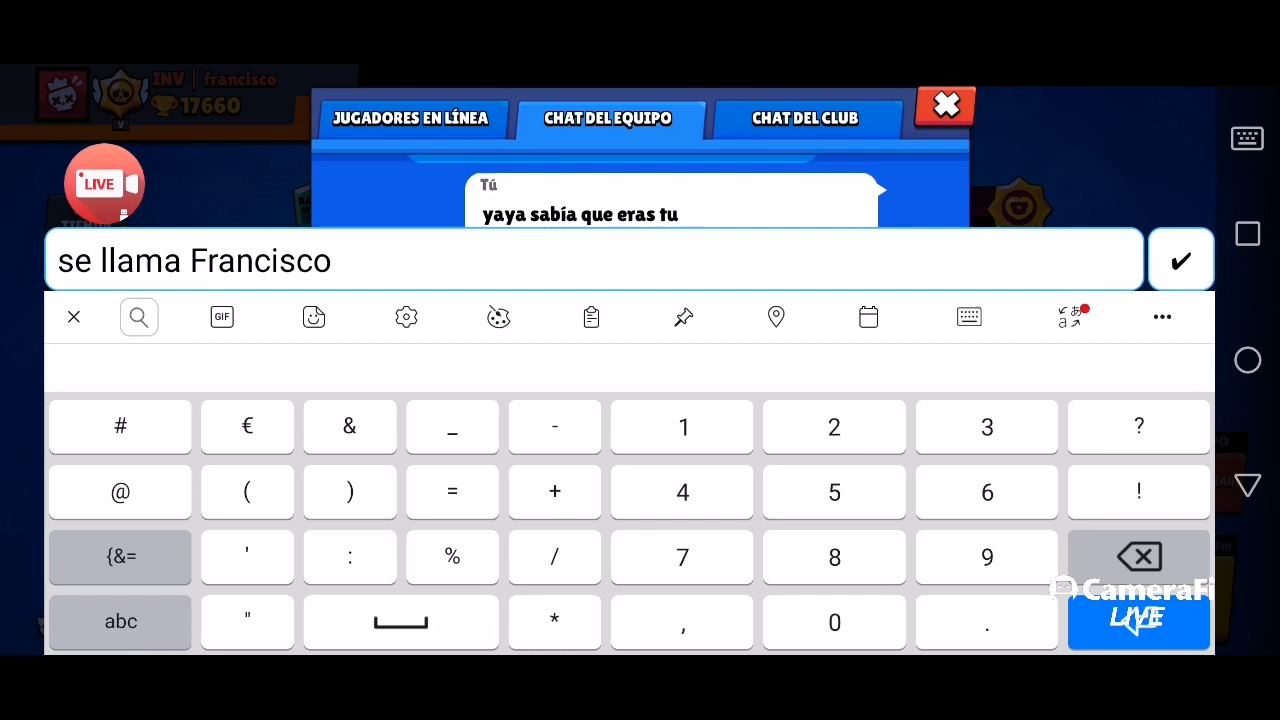 INV | francisco
17660
V
JUGADORES EN LÍNEA
CHAT DEL EQUIPO
CHAT DEL CLUB
LIVE
Tú
yaya sabía que eras tu
se llama Francisco
GIF
# € & _ - 1 2 3 ?
@ ( ) = + 4 5 6 !
{&= ' : % / 7 8 9
CameraFi
abc " * , 0 .
LIVE